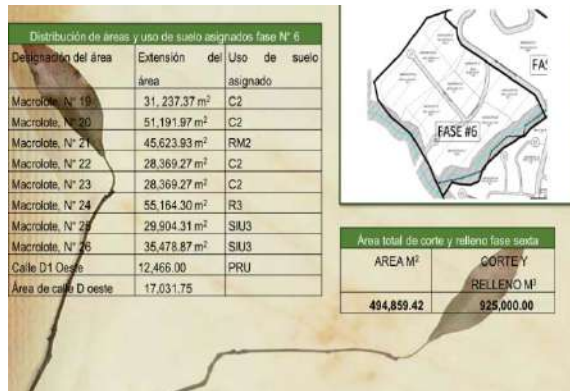 Distribución de áreas y uso de suelo asignados fase N° 6
Designación del área Extensión del área Uso de suelo asignado
Macrolote, N° 19 31, 237.37 m² C2
Macrolote, N° 20 51,191.97 m² C2
Macrolote, N° 21 45,623.93 m² RM2
Macrolote, N° 22 28,369.27 m² C2
Macrolote, N° 23 28,369.27 m² C2
Macrolote, N° 24 55,164.30 m² R3
Macrolote, N° 25 29,904.31 m² SIU3
Macrolote, N° 26 35,478.87 m² SIU3
Calle D1 Oeste 12,466.00 PRU
Área de calle D oeste 17,031.75
FASE #6
Área total de corte y relleno fase sexta
AREA M² CORTE Y RELLENO M³
494,859.42 925,000.00